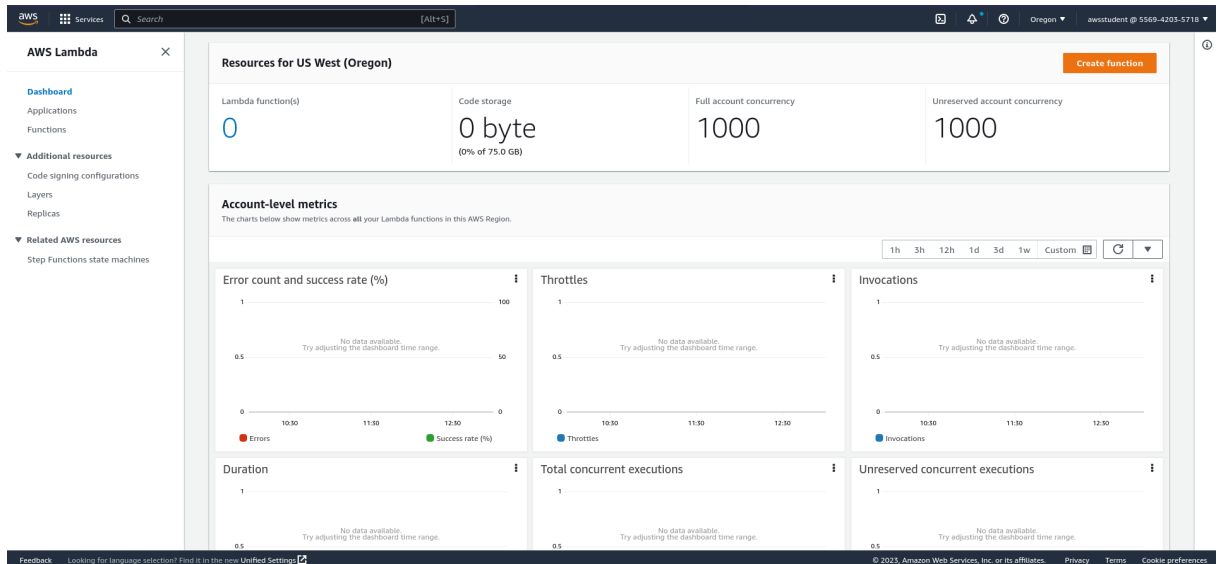 aws Services Search [Alt+S] Oregon ▼ awsstudent @ 5569-4203-5718 ▼
AWS Lambda
Dashboard
Applications
Functions
▼ Additional resources
Code signing configurations
Layers
Replicas
▼ Related AWS resources
Step Functions state machines
Resources for US West (Oregon)
Create function
Lambda function(s)
0
Code storage
0 byte
(0% of 75.0 GB)
Full account concurrency
1000
Unreserved account concurrency
1000
Account-level metrics
The charts below show metrics across all your Lambda functions in this AWS Region.
1h 3h 12h 1d 3d 1w Custom
Error count and success rate (%)
1 100
No data available.
Try adjusting the dashboard time range.
0.5 50
0 0
10:30 11:30 12:30
Errors Success rate (%)
Throttles
1
No data available.
Try adjusting the dashboard time range.
0.5
0
10:30 11:30 12:30
Throttles
Invocations
1
No data available.
Try adjusting the dashboard time range.
0.5
0
10:30 11:30 12:30
Invocations
Duration
1
No data available.
Try adjusting the dashboard time range.
0.5
Total concurrent executions
1
No data available.
Try adjusting the dashboard time range.
0.5
Unreserved concurrent executions
1
No data available.
Try adjusting the dashboard time range.
0.5
Feedback Looking for language selection? Find it in the new Unified Settings © 2023, Amazon Web Services, Inc. or its affiliates. Privacy Terms Cookie preferences